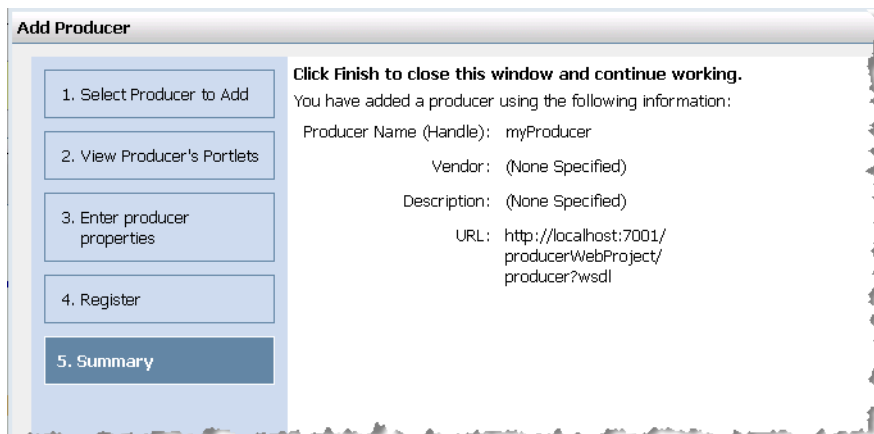 Add Producer
1. Select Producer to Add
2. View Producer's Portlets
3. Enter producer
properties
4. Register
5. Summary
Click Finish to close this window and continue working.
You have added a producer using the following information:
Producer Name (Handle): myProducer
Vendor: (None Specified)
Description: (None Specified)
URL: http://localhost:7001/
producerWebProject/
producer?wsdl